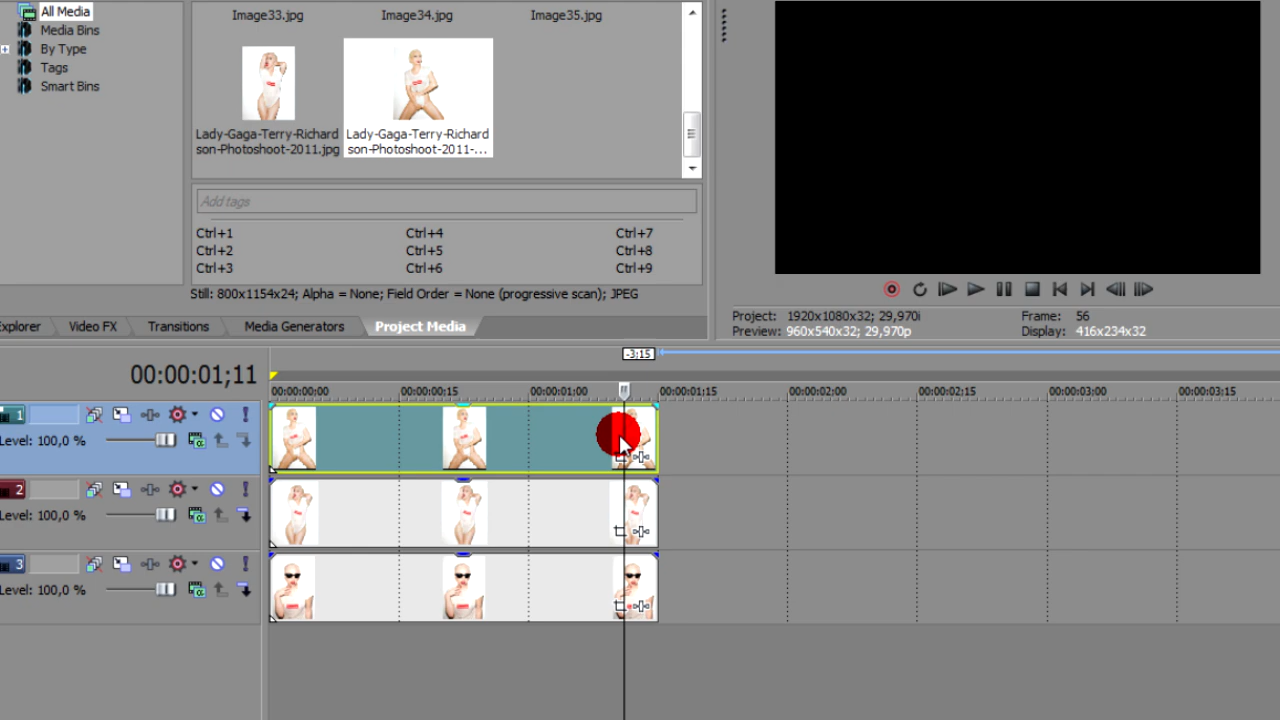 All Media
Media Bins
By Type
Tags
Smart Bins
Image33.jpg
Image34.jpg
Image35.jpg
Lady-Gaga-Terry-Richard
son-Photoshoot-2011.jpg
Lady-Gaga-Terry-Richard
son-Photoshoot-2011-...
Add tags
Ctrl+1
Ctrl+4
Ctrl+7
Ctrl+2
Ctrl+5
Ctrl+8
Ctrl+3
Ctrl+6
Ctrl+9
Still: 800x1154x24; Alpha = None; Field Order = None (progressive scan); JPEG
Explorer
Video FX
Transitions
Media Generators
Project Media
Project: 1920x1080x32; 29,970i
Frame: 56
Preview: 960x540x32; 29,970p
Display: 416x234x32
-3:15
00:00:01;11
00:00:00:00
00:00:00:15
00:00:01:00
00:00:01:15
00:00:02:00
00:00:02:15
00:00:03:00
00:00:03:15
1
Level: 100,0 %
2
Level: 100,0 %
3
Level: 100,0 %